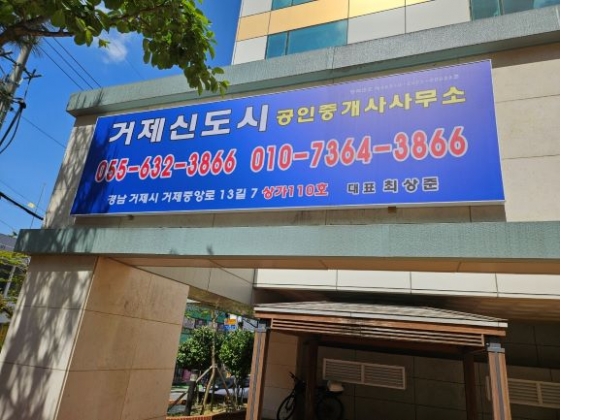 거제신도시 공인중개사사무소
055-632-3866 010-7364-3866
경남 거제시 거제중앙로 13길 7 상가110호 대표 최상준